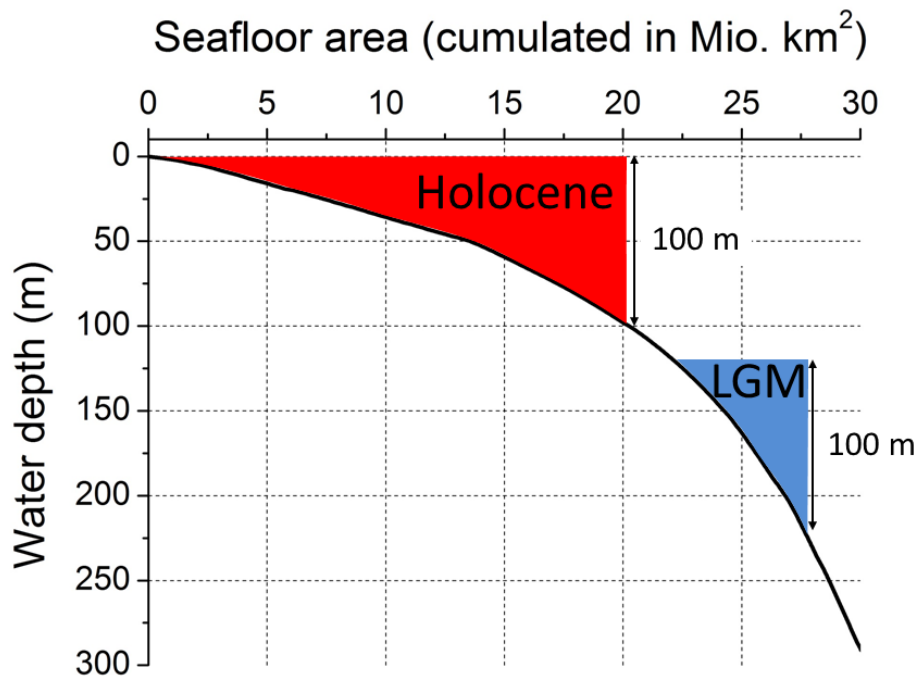 Seafloor area (cumulated in Mio. km²)
0 5 10 15 20 25 30
Water depth (m)
0
50
100
150
200
250
300
Holocene
100 m
LGM
100 m